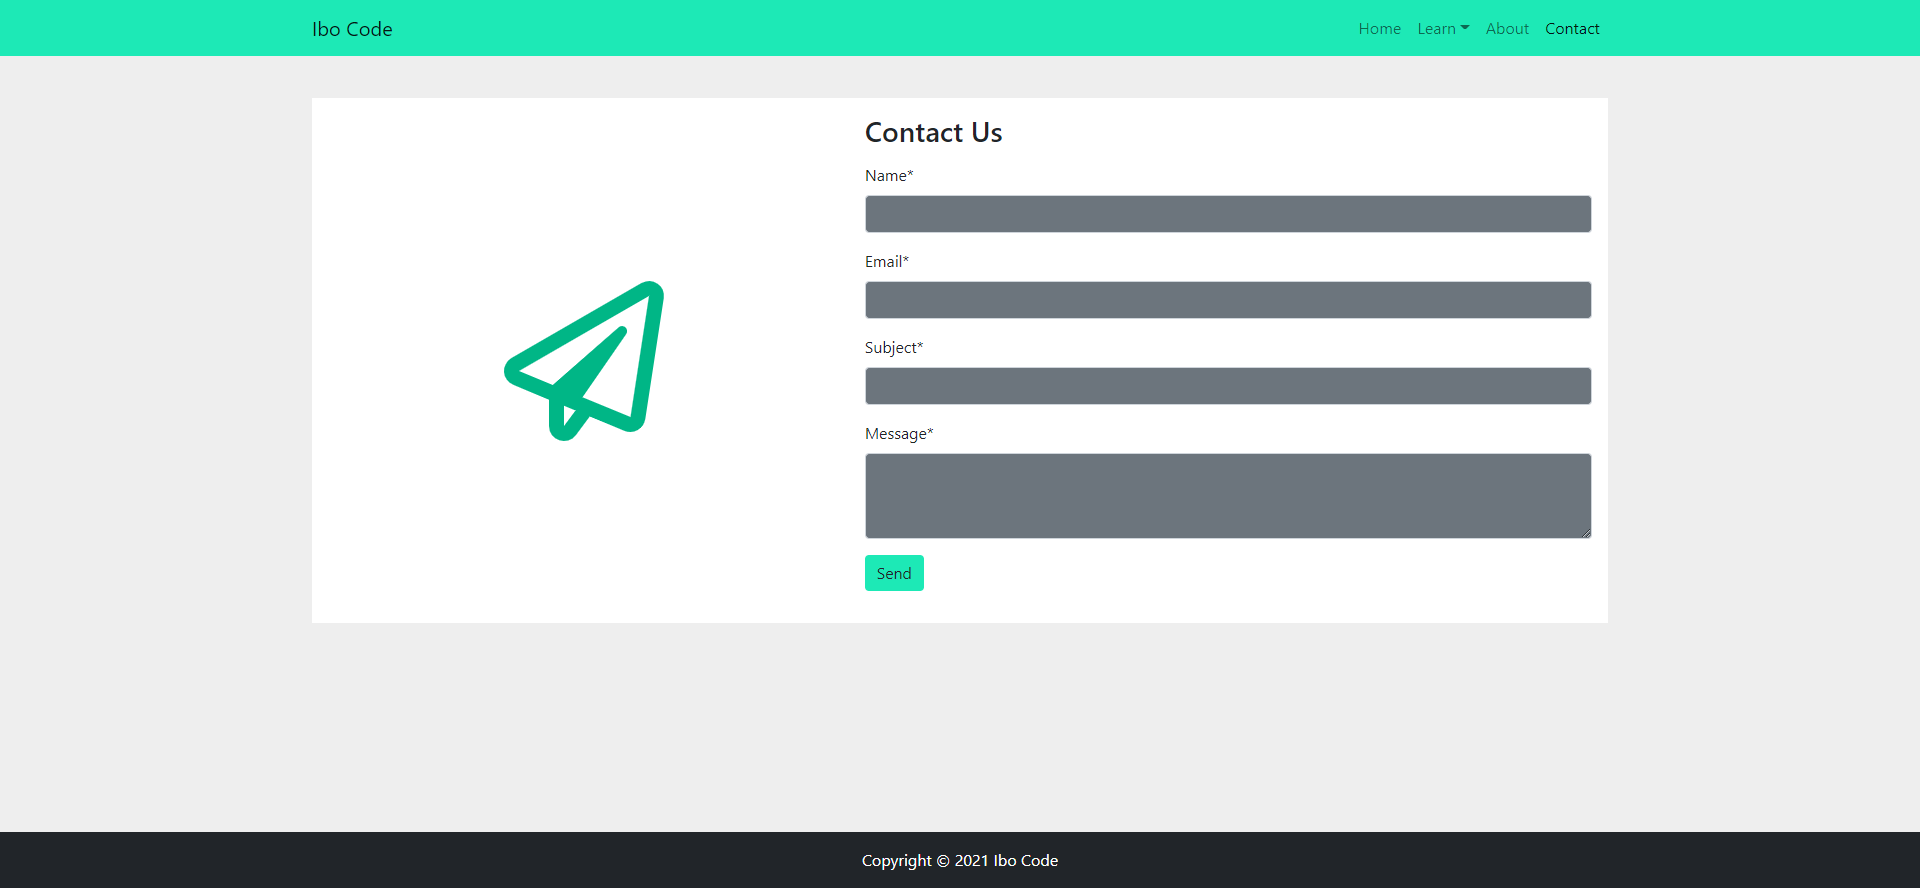 Ibo Code
Home Learn About Contact
Contact Us
Name*
Email*
Subject*
Message*
Send
Copyright © 2021 Ibo Code